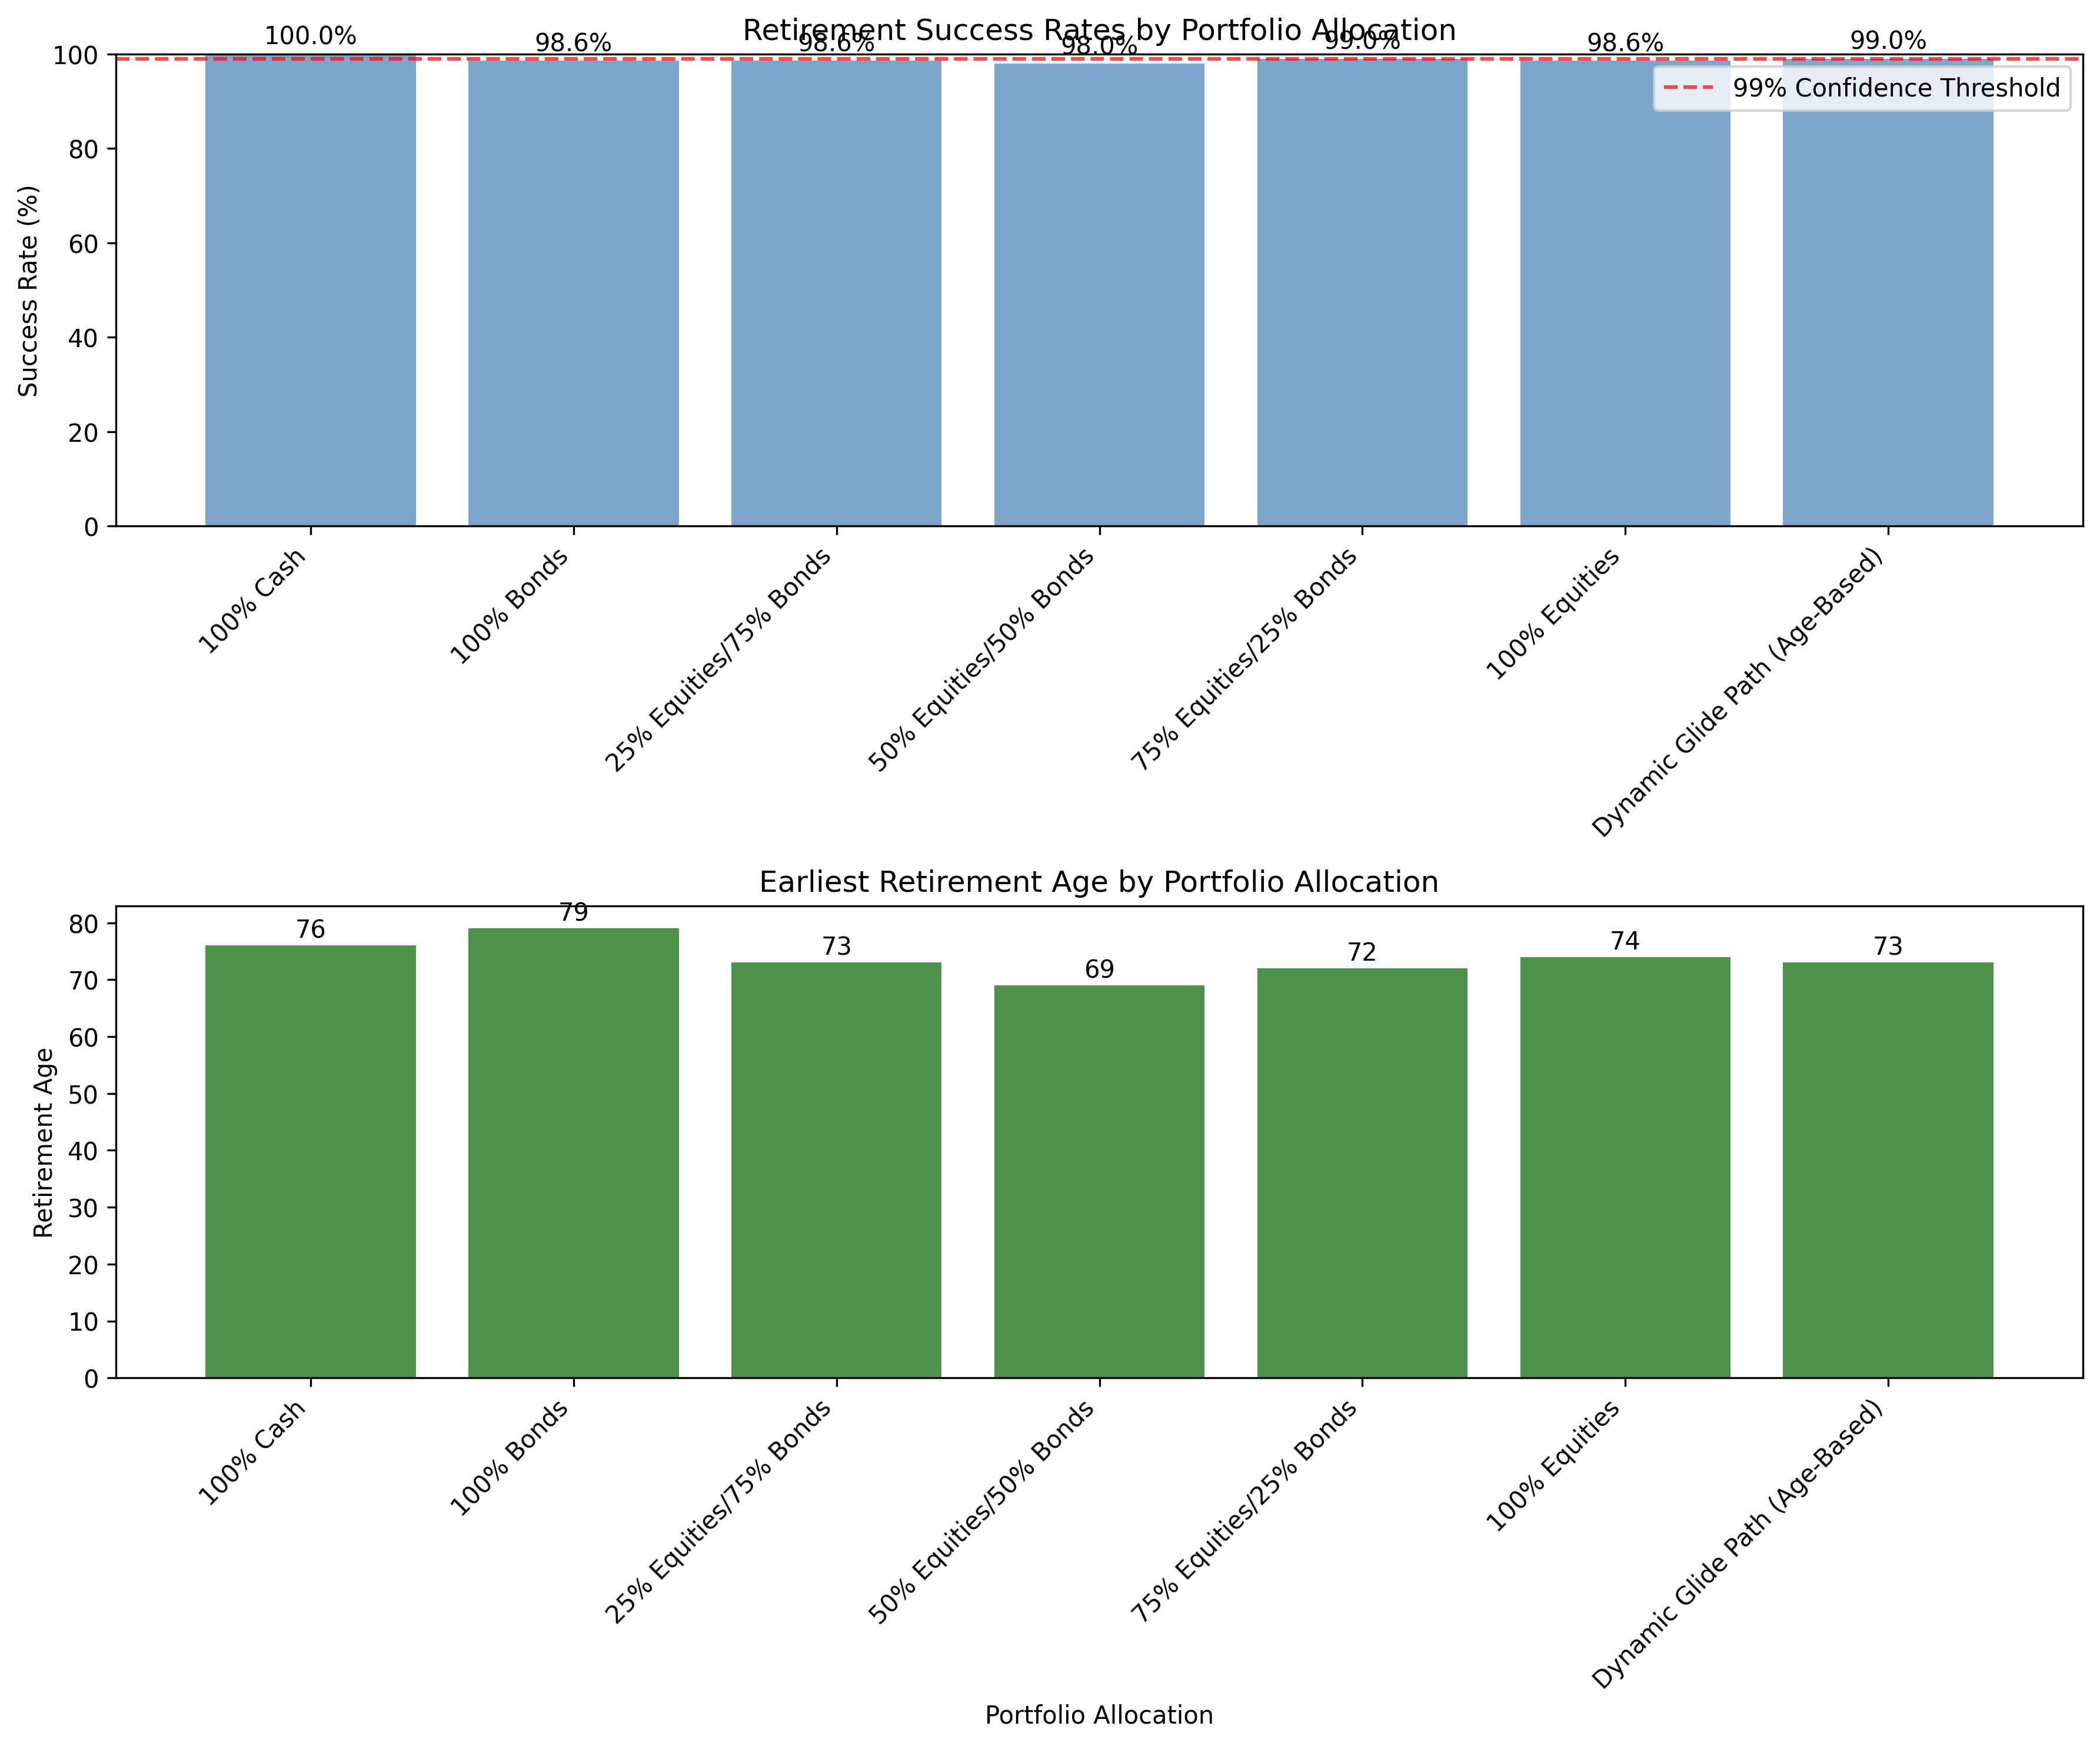 Retirement Success Rates by Portfolio Allocation
100.0%
98.6%
98.6%
98.0%
99.0%
98.6%
99.0%
99% Confidence Threshold
Success Rate (%)
100
80
60
40
20
0
100% Cash
100% Bonds
25% Equities/75% Bonds
50% Equities/50% Bonds
75% Equities/25% Bonds
100% Equities
Dynamic Glide Path (Age-Based)
Earliest Retirement Age by Portfolio Allocation
76
79
73
69
72
74
73
Retirement Age
80
70
60
50
40
30
20
10
0
100% Cash
100% Bonds
25% Equities/75% Bonds
50% Equities/50% Bonds
75% Equities/25% Bonds
100% Equities
Dynamic Glide Path (Age-Based)
Portfolio Allocation